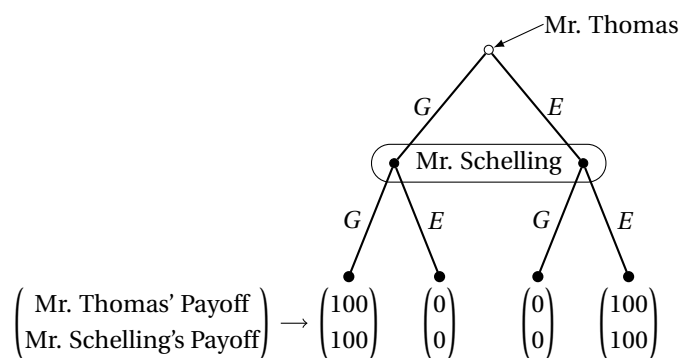 Mr. Thomas
G E
Mr. Schelling
G E G E
Mr. Thomas' Payoff 100 0 0 100
Mr. Schelling's Payoff → 100 0 0 100